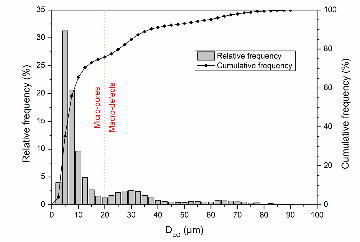 35
30
25
20
15
10
5
0
Relative frequency (%)
100
80
60
40
20
0
Cumulative frequency (%)
Relative frequency
Cumulative frequency
Micro-pores
Macro-defects
0 10 20 30 40 50 60 70 80 90 100
D_EQ (μm)